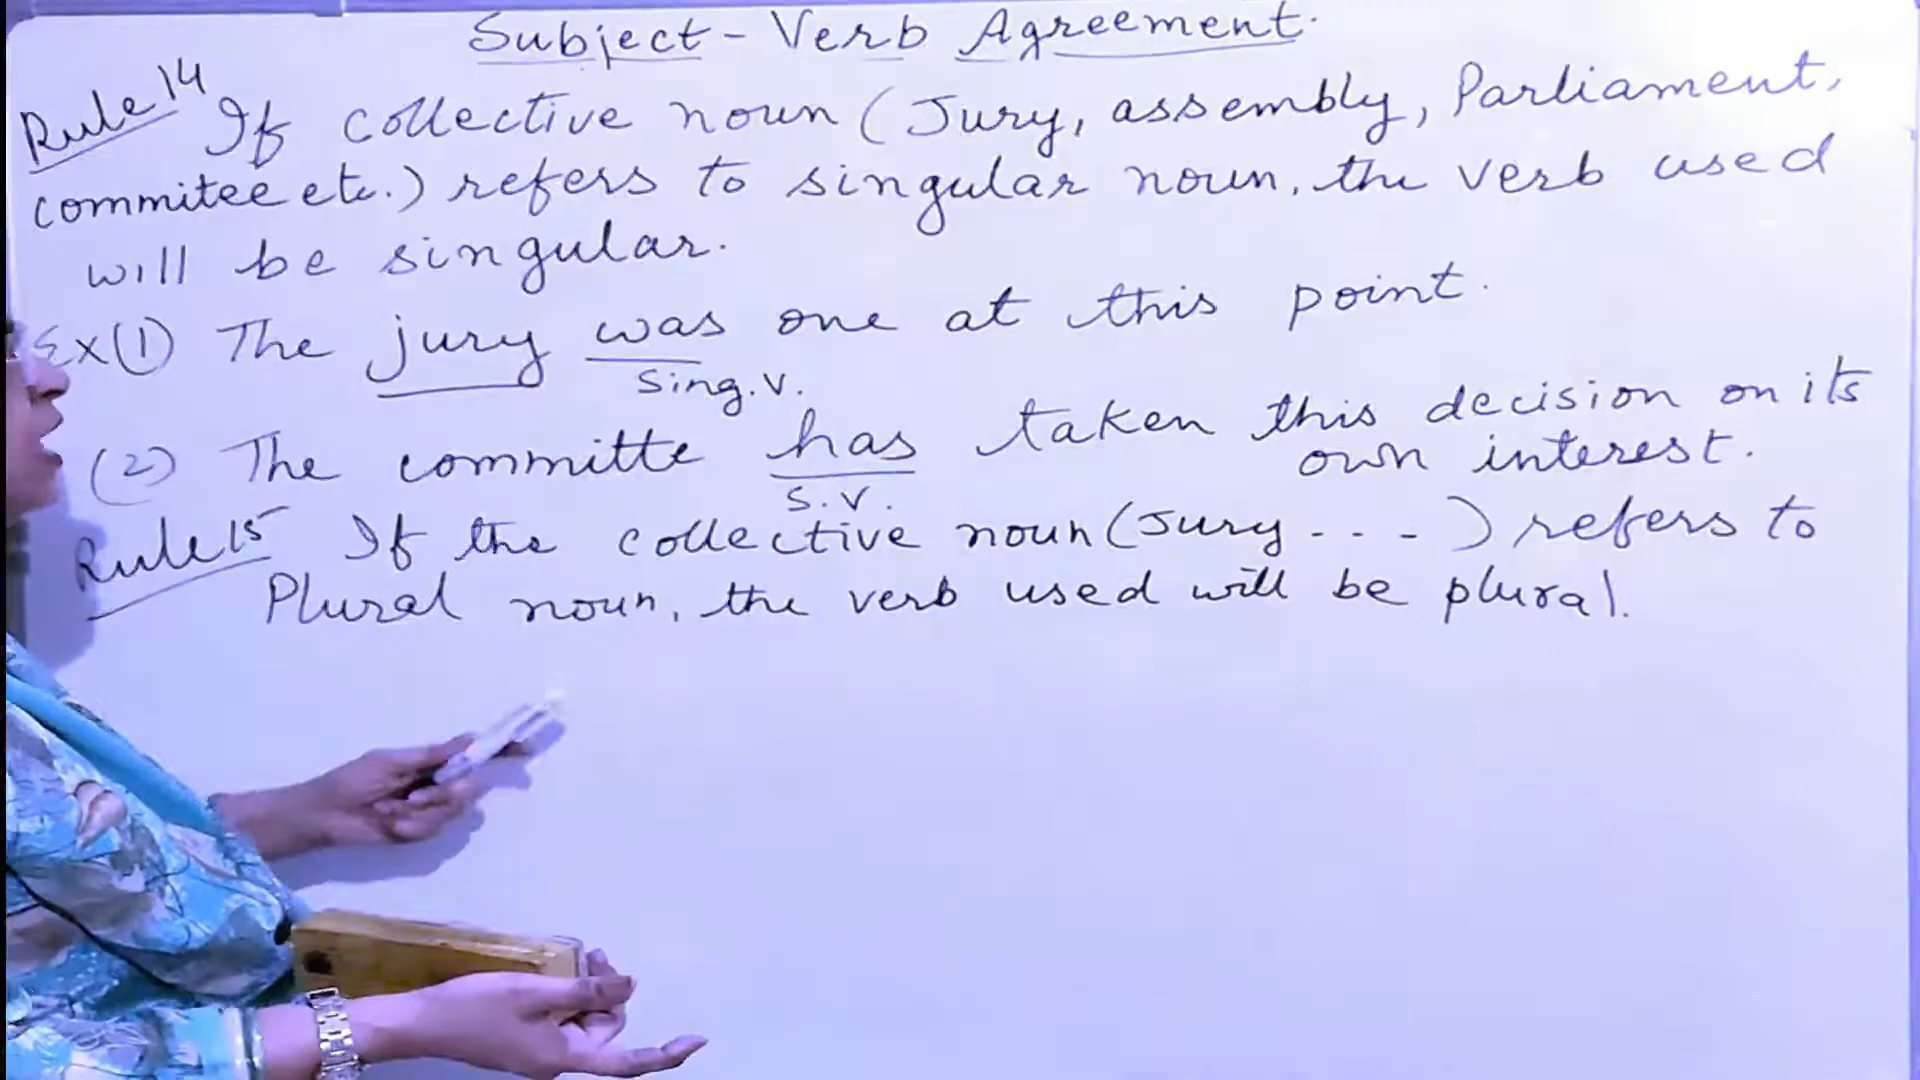 Subject - Verb Agreement.
Rule 14 If collective noun (Jury, assembly, Parliament,
commitee etc.) refers to singular noun, the verb used
will be singular.
Ex (1) The jury was one at this point.
Sing. V.
(2) The committe has taken this decision on its
own interest.
S. V.
Rule 15 If the collective noun (Jury - - - ) refers to
Plural noun, the verb used will be plural.